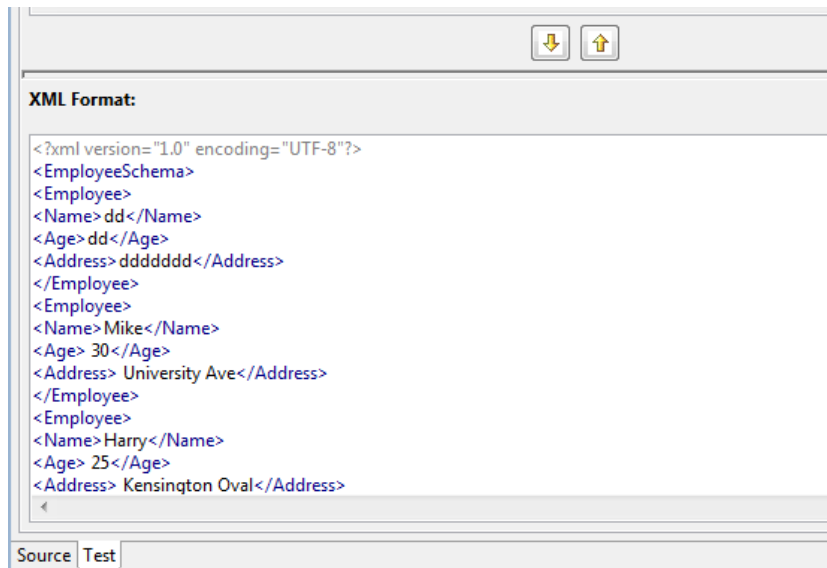 XML Format:
<?xml version="1.0" encoding="UTF-8"?>
<EmployeeSchema>
<Employee>
<Name>dd</Name>
<Age>dd</Age>
<Address>ddddddd</Address>
</Employee>
<Employee>
<Name>Mike</Name>
<Age> 30</Age>
<Address> University Ave</Address>
</Employee>
<Employee>
<Name>Harry</Name>
<Age> 25</Age>
<Address> Kensington Oval</Address>
Source Test